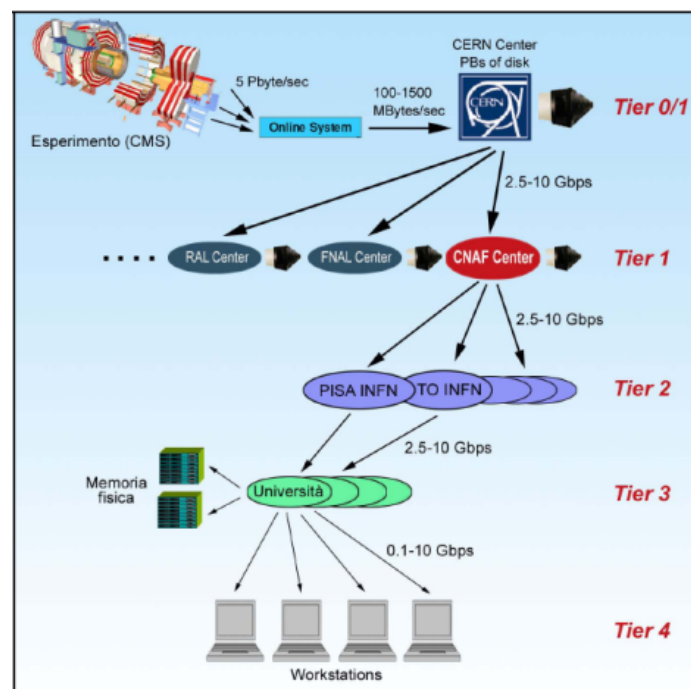 CERN Center
PBs of disk
5 Pbyte/sec
100-1500
MBytes/sec
CERN
Tier 0/1
Online System
Esperimento (CMS)
2.5-10 Gbps
RAL Center
FNAL Center
CNAF Center
Tier 1
2.5-10 Gbps
PISA INFN
TO INFN
Tier 2
2.5-10 Gbps
Memoria
fisica
Università
Tier 3
0.1-10 Gbps
Tier 4
Workstations